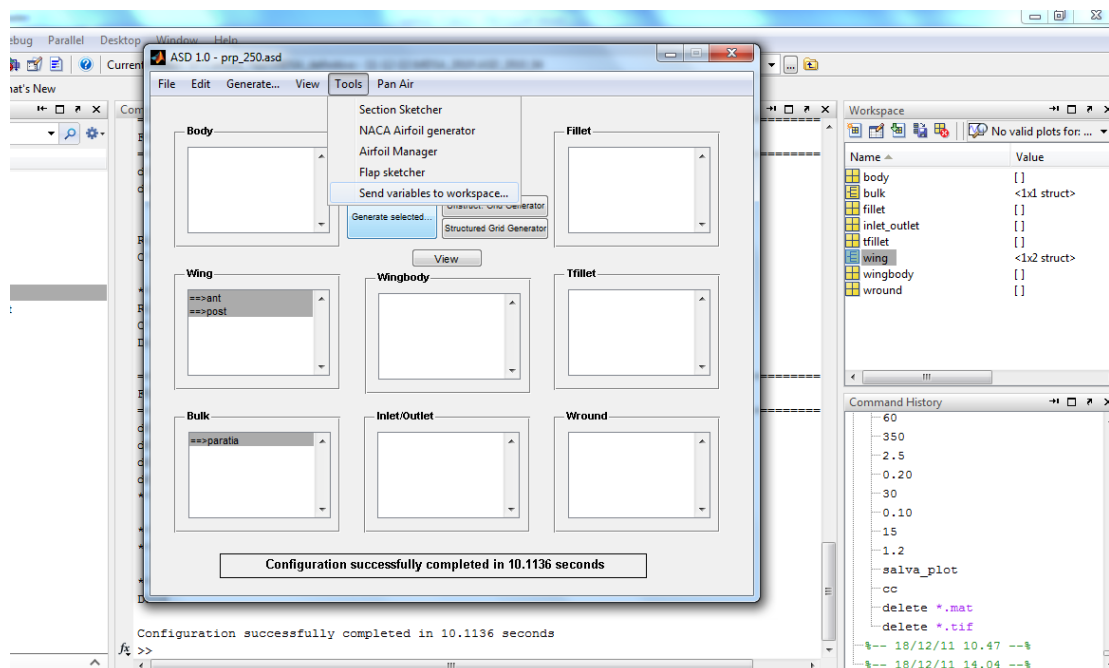 Debug Parallel Desktop Window Help
Current
What's New
ASD 1.0 - prp_250.asd
File Edit Generate... View Tools Pan Air
Section Sketcher
NACA Airfoil generator
Airfoil Manager
Flap sketcher
Send variables to workspace...
Body
Fillet
Generate selected...
Structured Grid Generator
View
Wing
==>ant
==>post
Wingbody
Tfillet
Bulk
==>paratia
Inlet/Outlet
Wround
Configuration successfully completed in 10.1136 seconds
Configuration successfully completed in 10.1136 seconds
fx >>
Workspace
No valid plots for: ...
Name Value
body [ ]
bulk <1x1 struct>
fillet [ ]
inlet_outlet [ ]
tfillet [ ]
wing <1x2 struct>
wingbody [ ]
wround [ ]
Command History
60
350
2.5
0.20
30
0.10
15
1.2
salva_plot
cc
delete *.mat
delete *.tif
%-- 18/12/11 10.47 --%
%-- 18/12/11 14.04 --%